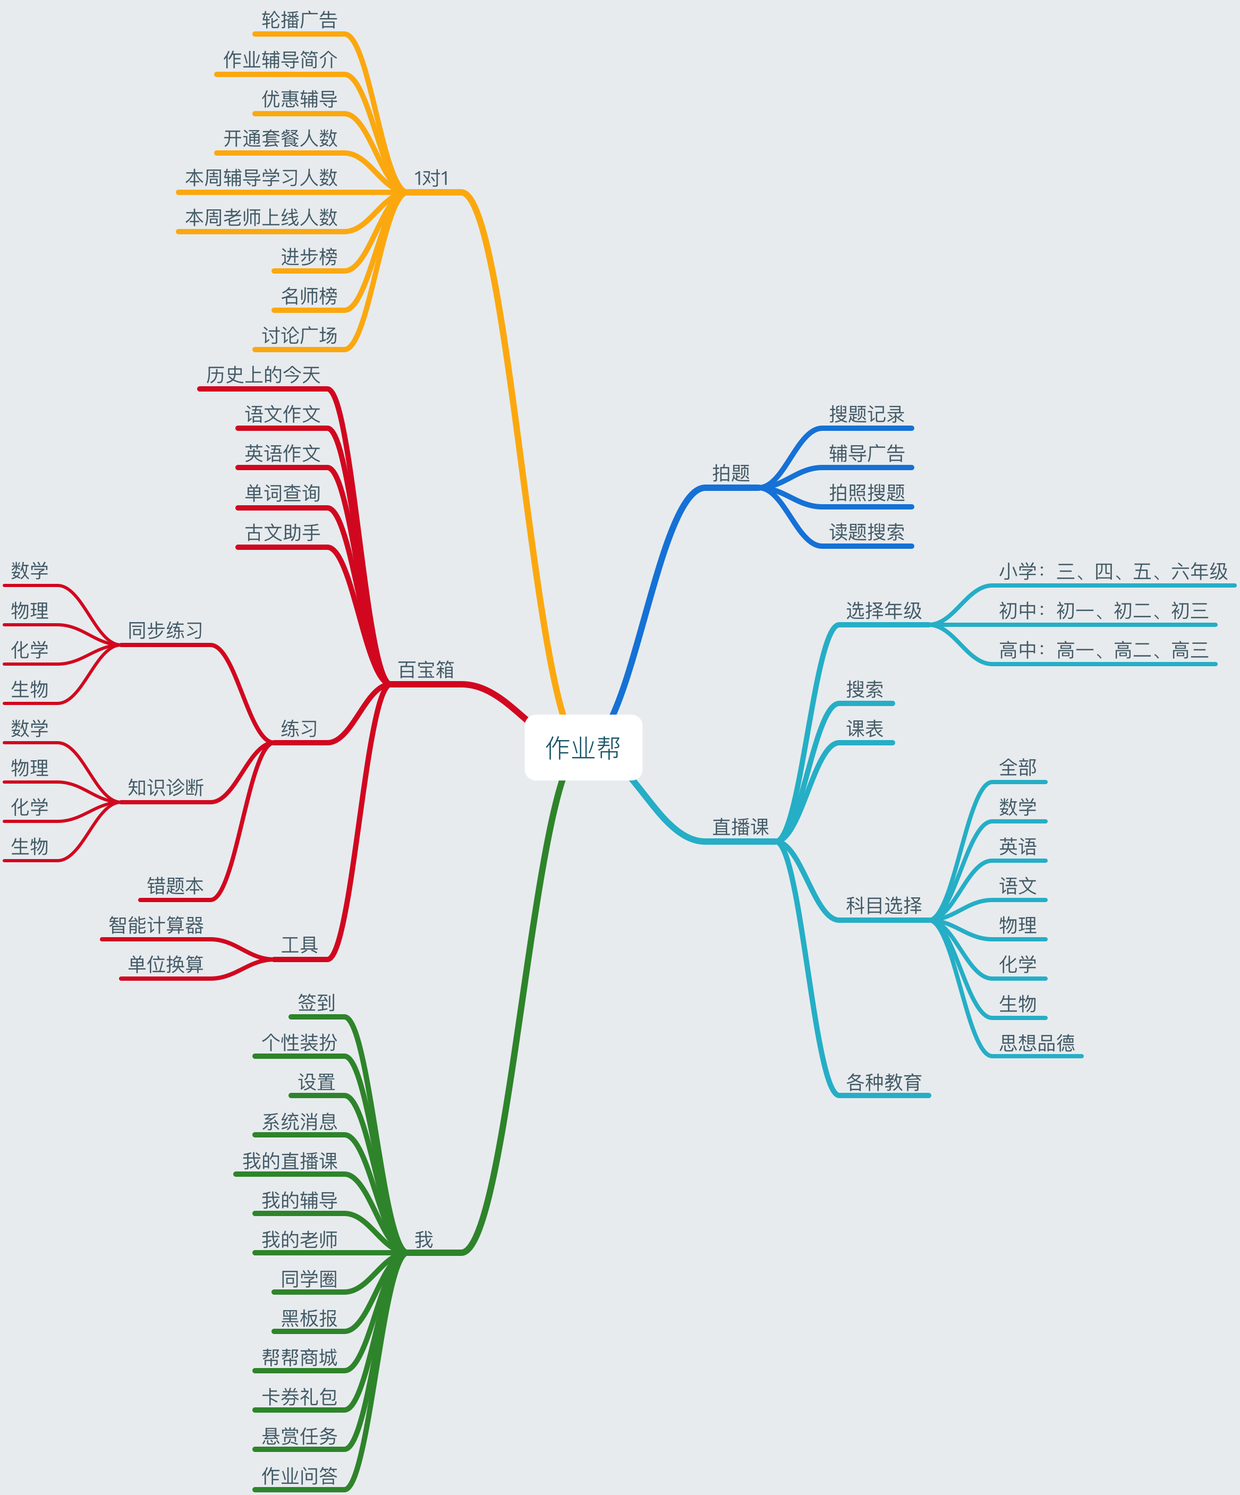 作业帮
拍题
搜题记录
辅导广告
拍照搜题
读题搜索
直播课
选择年级
小学：三、四、五、六年级
初中：初一、初二、初三
高中：高一、高二、高三
搜索
课表
科目选择
全部
数学
英语
语文
物理
化学
生物
思想品德
各种教育
1对1
轮播广告
作业辅导简介
优惠辅导
开通套餐人数
本周辅导学习人数
本周老师上线人数
进步榜
名师榜
讨论广场
百宝箱
历史上的今天
语文作文
英语作文
单词查询
古文助手
练习
同步练习
数学
物理
化学
生物
知识诊断
数学
物理
化学
生物
错题本
工具
智能计算器
单位换算
我
签到
个性装扮
设置
系统消息
我的直播课
我的辅导
我的老师
同学圈
黑板报
帮帮商城
卡券礼包
悬赏任务
作业问答